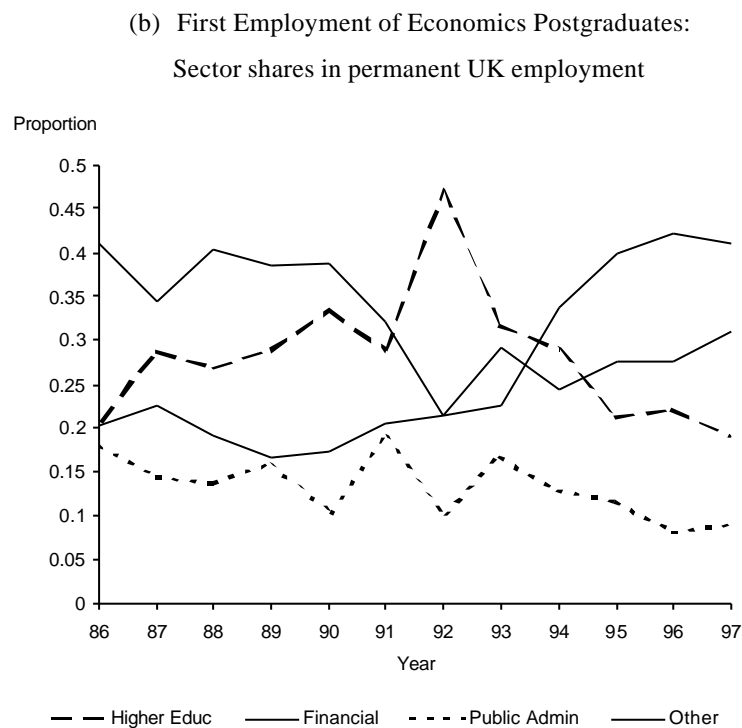 (b) First Employment of Economics Postgraduates:
Sector shares in permanent UK employment
Proportion
0.5
0.45
0.4
0.35
0.3
0.25
0.2
0.15
0.1
0.05
0
86 87 88 89 90 91 92 93 94 95 96 97
Year
Higher Educ Financial Public Admin Other